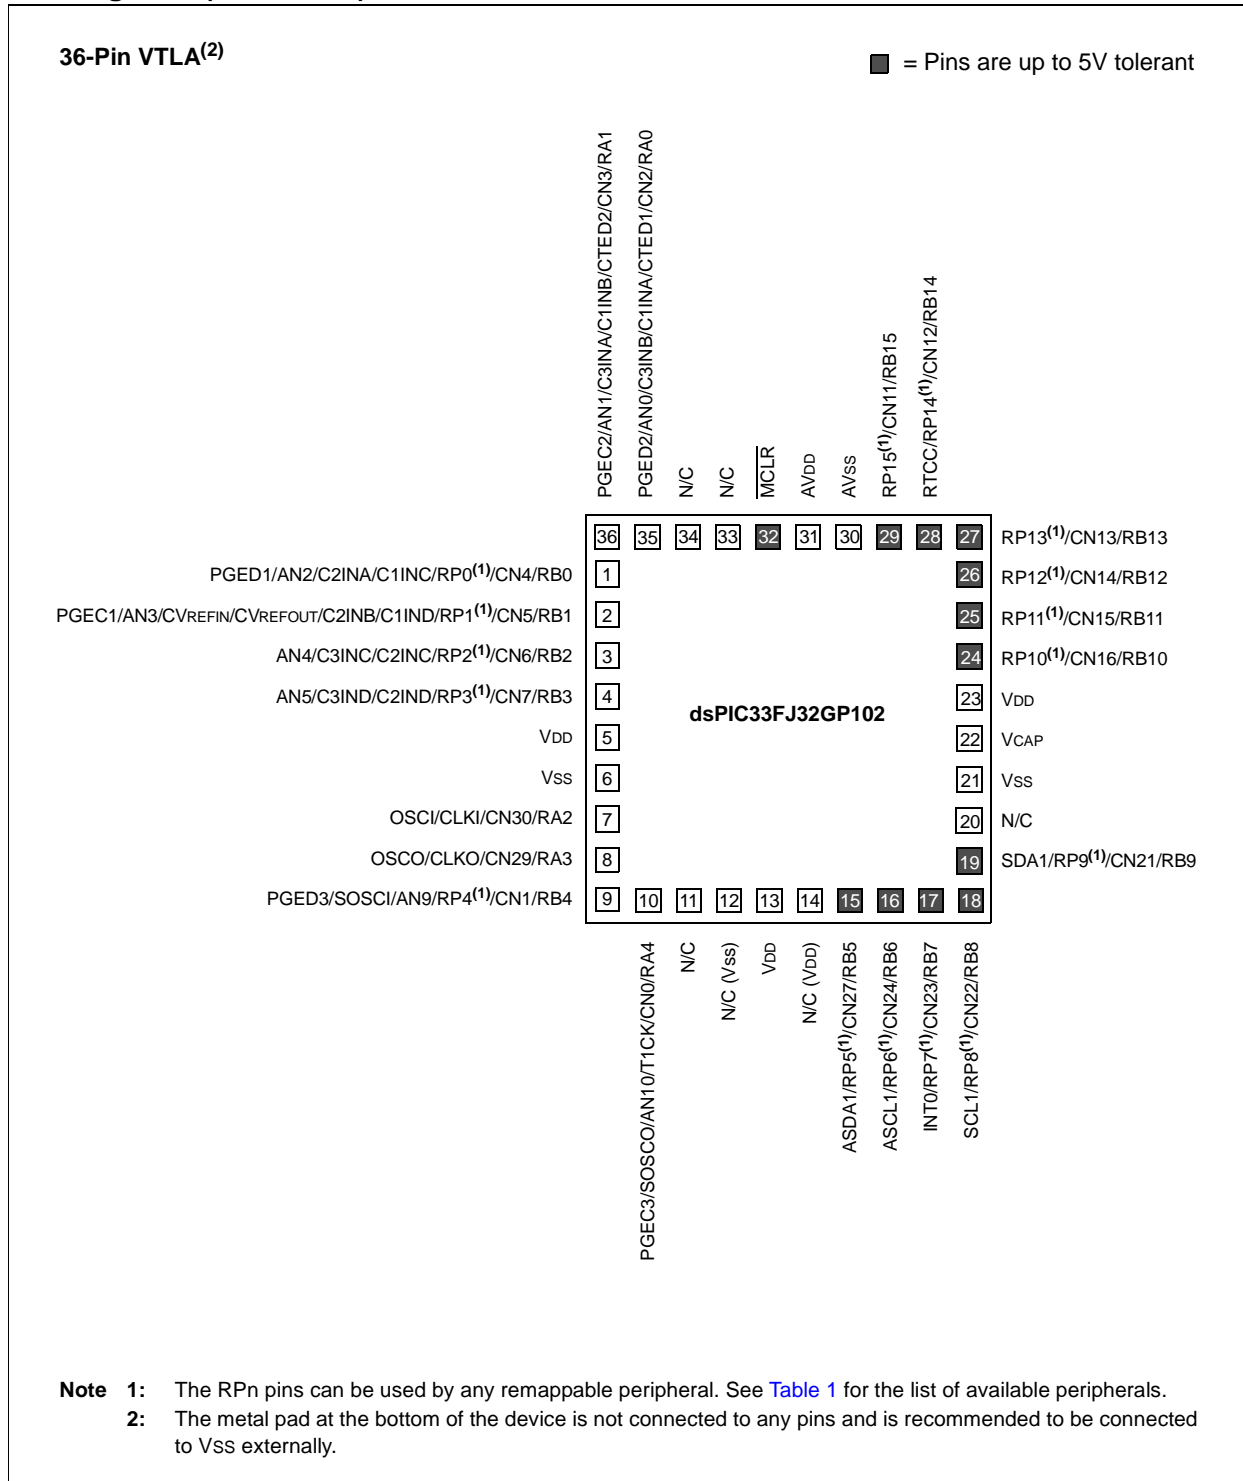 36-Pin VTLA(2)
= Pins are up to 5V tolerant
PGEC2/AN1/C3INA/C1INB/CTED2/CN3/RA1
PGED2/AN0/C3INB/C1INA/CTED1/CN2/RA0
N/C
N/C
MCLR
AVDD
AVSS
RP15(1)/CN11/RB15
RTCC/RP14(1)/CN12/RB14
36 35 34 33 32 31 30 29 28 27 RP13(1)/CN13/RB13
PGED1/AN2/C2INA/C1INC/RP0(1)/CN4/RB0 1 26 RP12(1)/CN14/RB12
PGEC1/AN3/CVREFIN/CVREFOUT/C2INB/C1IND/RP1(1)/CN5/RB1 2 25 RP11(1)/CN15/RB11
AN4/C3INC/C2INC/RP2(1)/CN6/RB2 3 24 RP10(1)/CN16/RB10
AN5/C3IND/C2IND/RP3(1)/CN7/RB3 4 23 VDD
dsPIC33FJ32GP102
VDD 5 22 VCAP
VSS 6 21 VSS
OSCI/CLKI/CN30/RA2 7 20 N/C
OSCO/CLKO/CN29/RA3 8 19 SDA1/RP9(1)/CN21/RB9
PGED3/SOSCI/AN9/RP4(1)/CN1/RB4 9 10 11 12 13 14 15 16 17 18
PGEC3/SOSCO/AN10/T1CK/CN0/RA4
N/C
N/C (Vss)
VDD
N/C (VDD)
ASDA1/RP5(1)/CN27/RB5
ASCL1/RP6(1)/CN24/RB6
INT0/RP7(1)/CN23/RB7
SCL1/RP8(1)/CN22/RB8
Note 1: The RPn pins can be used by any remappable peripheral. See Table 1 for the list of available peripherals.
2: The metal pad at the bottom of the device is not connected to any pins and is recommended to be connected
to VSS externally.